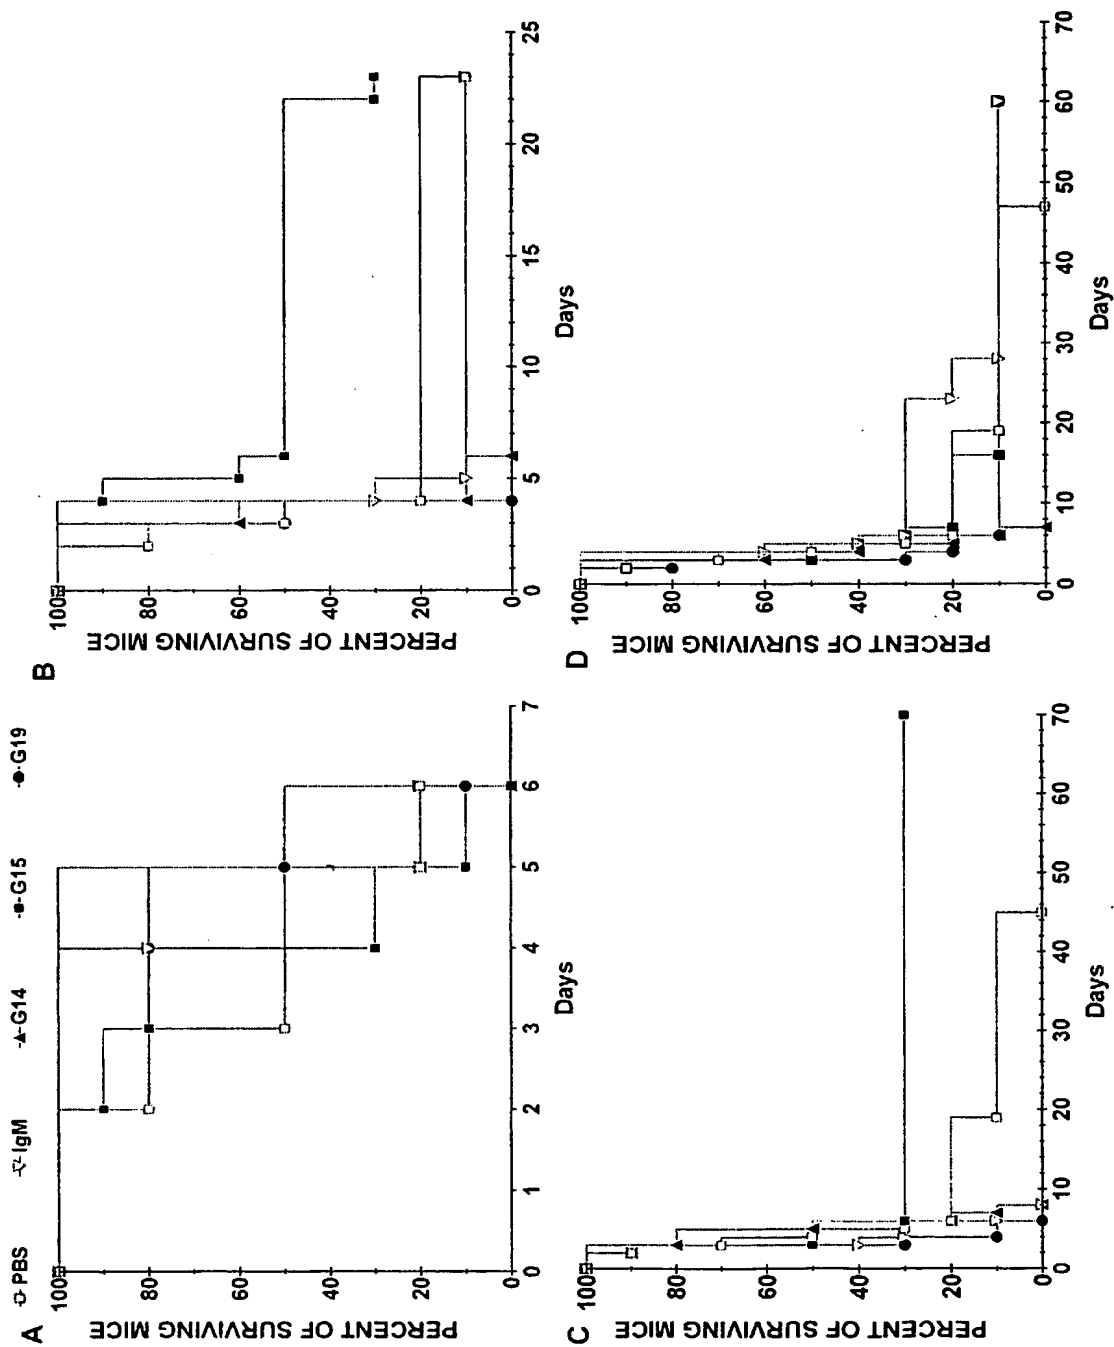 PBS IgM G14 G15 G19
A
PERCENT OF SURVIVING MICE
100
80
60
40
20
0
0 1 2 3 4 5 6 7
Days
B
PERCENT OF SURVIVING MICE
100
80
60
40
20
0
0 5 10 15 20 25
Days
C
PERCENT OF SURVIVING MICE
100
80
60
40
20
0
0 10 20 30 40 50 60 70
Days
D
PERCENT OF SURVIVING MICE
100
80
60
40
20
0
0 10 20 30 40 50 60 70
Days